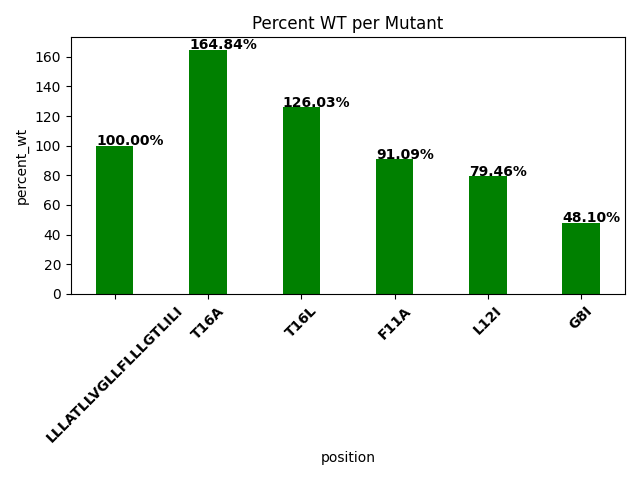 Percent WT per Mutant
percent_wt
160
140
120
100
80
60
40
20
0
100.00%
164.84%
126.03%
91.09%
79.46%
48.10%
LLLATLLVGLLFLLLGTLILI
T16A
T16L
F11A
L12I
G8I
position